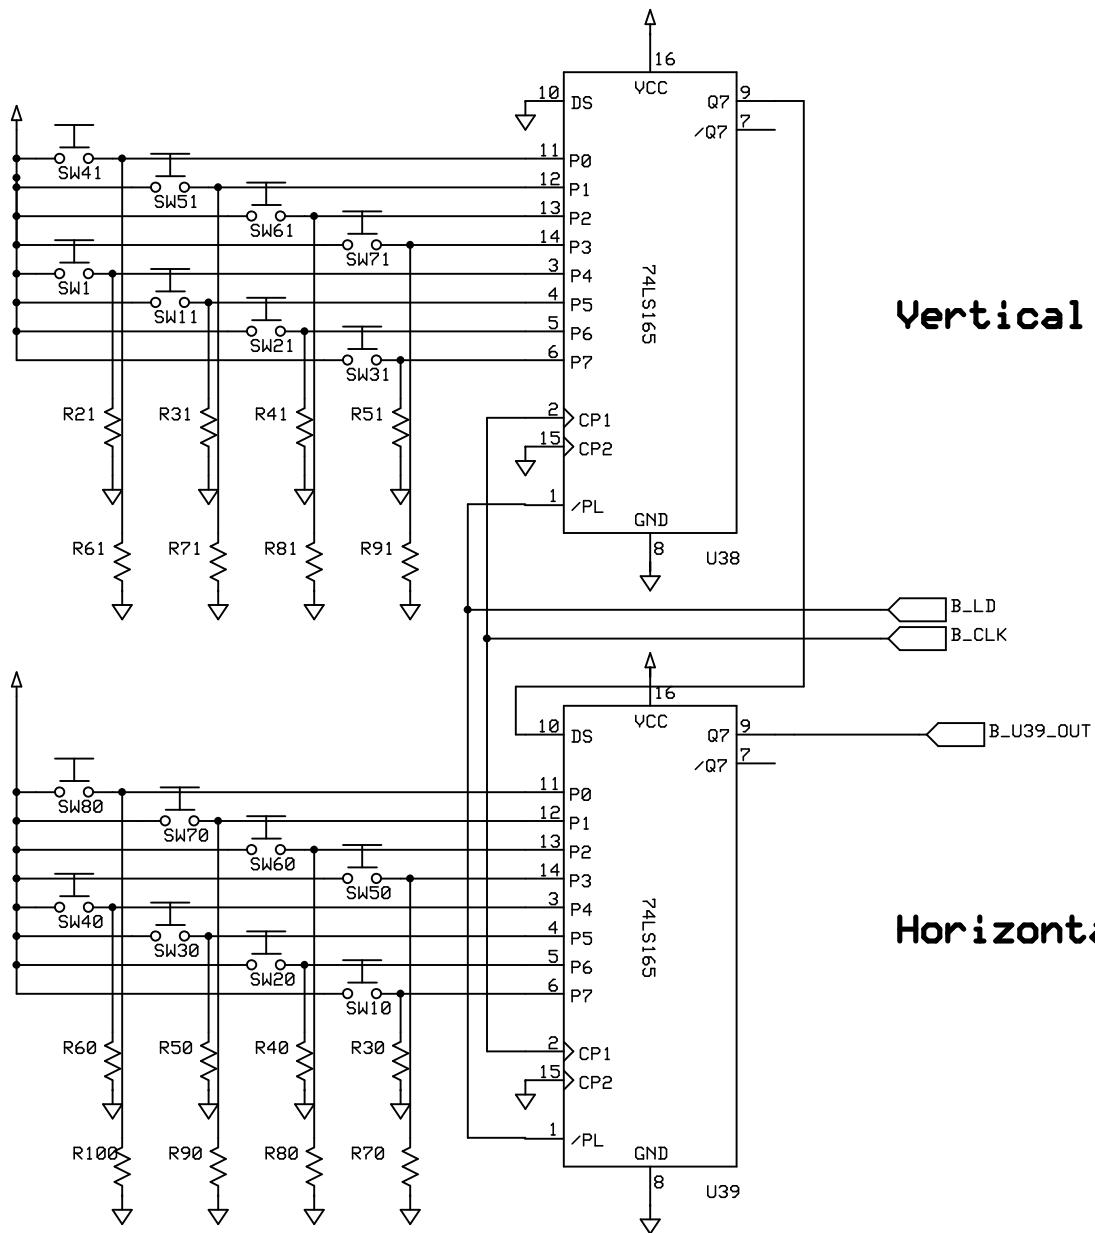 16
VCC
10
DS
Q7
9
/Q7
7
SW41
11
P0
SW51
12
P1
SW61
13
P2
SW71
14
P3
SW1
3
P4
SW11
4
P5
SW21
5
P6
SW31
6
P7
74LS165
Vertical
R21
R31
R41
R51
2
CP1
15
CP2
1
/PL
GND
8
U38
R61
R71
R81
R91
B_LD
B_CLK
16
VCC
10
DS
Q7
9
B_U39_OUT
/Q7
7
SW80
11
P0
SW70
12
P1
SW60
13
P2
SW50
14
P3
SW40
3
P4
SW30
4
P5
SW20
5
P6
SW10
6
P7
74LS165
Horizonta
R60
R50
R40
R30
2
CP1
15
CP2
1
/PL
GND
8
U39
R100
R90
R80
R70